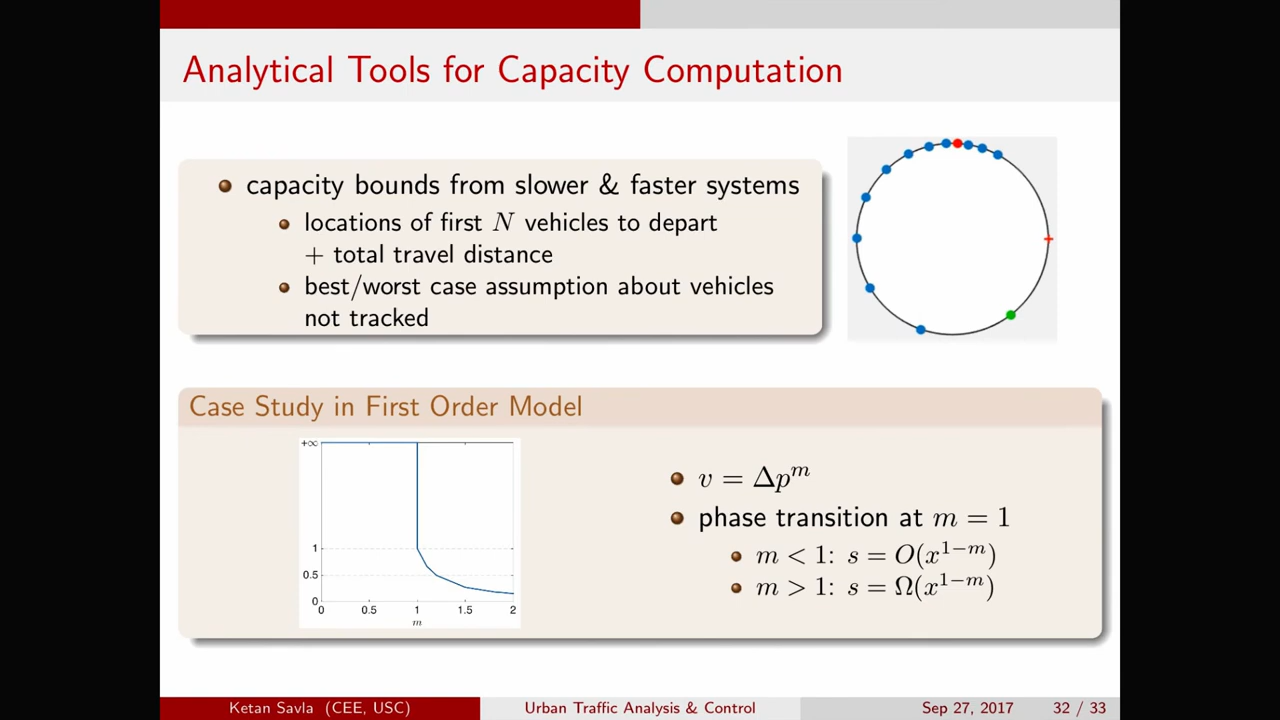 Analytical Tools for Capacity Computation
capacity bounds from slower & faster systems
locations of first N vehicles to depart
+ total travel distance
best/worst case assumption about vehicles
not tracked
Case Study in First Order Model
+∞
1
0.5
0
0 0.5 1 1.5 2
m
v = Δp^m
phase transition at m = 1
m < 1: s = O(x^{1−m})
m > 1: s = Ω(x^{1−m})
Ketan Savla (CEE, USC) Urban Traffic Analysis & Control Sep 27, 2017 32 / 33